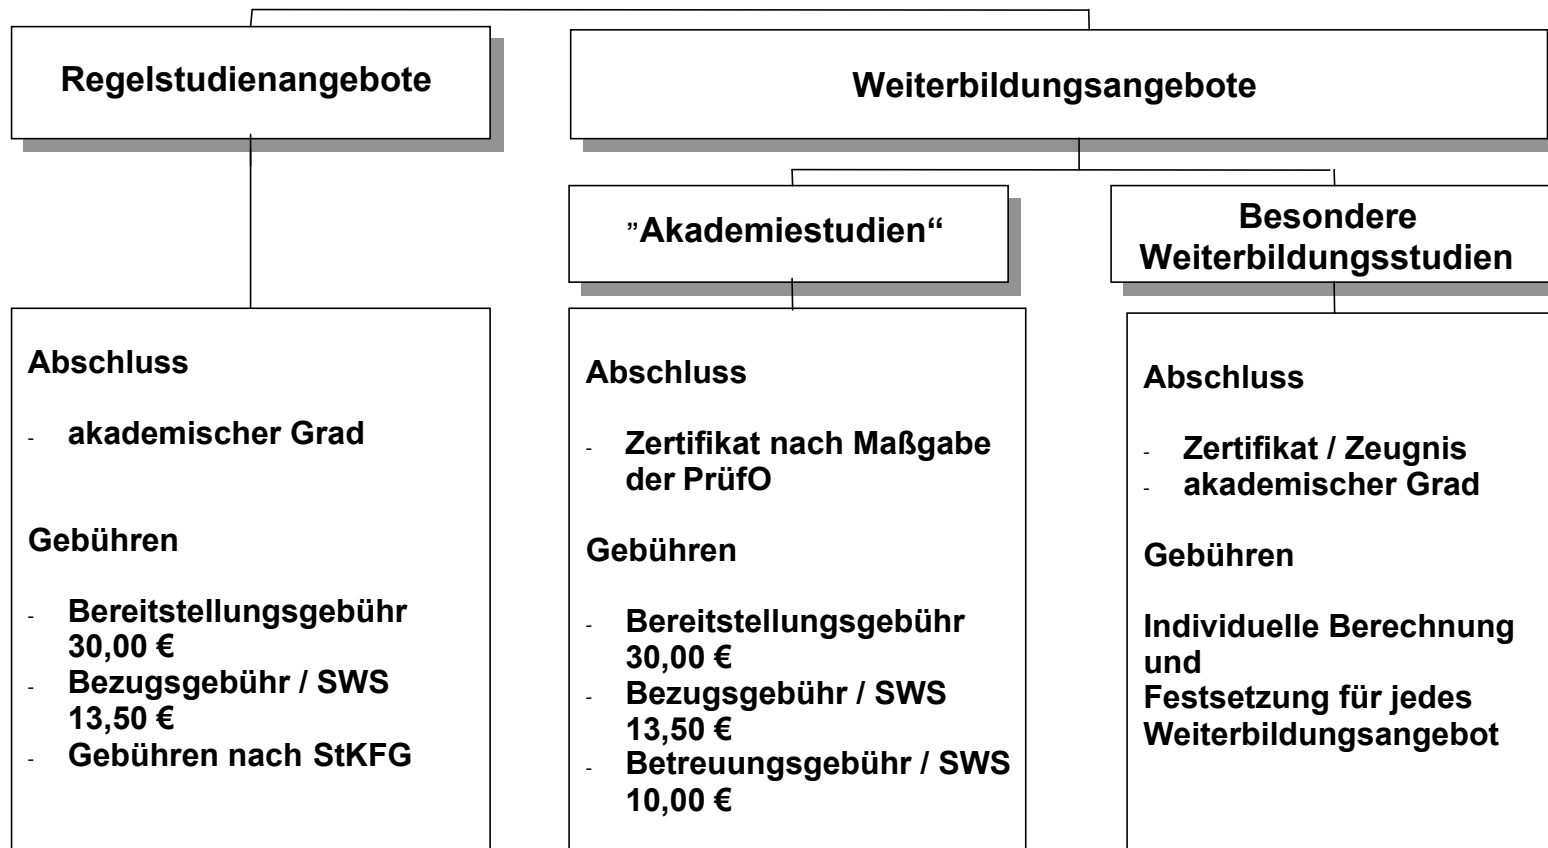 Regelstudienangebote
Weiterbildungsangebote
”Akademiestudien“
Besondere
Weiterbildungsstudien
Abschluss
- akademischer Grad
Gebühren
- Bereitstellungsgebühr
30,00 €
- Bezugsgebühr / SWS
13,50 €
- Gebühren nach StKFG
Abschluss
- Zertifikat nach Maßgabe
der PrüfO
Gebühren
- Bereitstellungsgebühr
30,00 €
- Bezugsgebühr / SWS
13,50 €
- Betreuungsgebühr / SWS
10,00 €
Abschluss
- Zertifikat / Zeugnis
- akademischer Grad
Gebühren
Individuelle Berechnung
und
Festsetzung für jedes
Weiterbildungsangebot